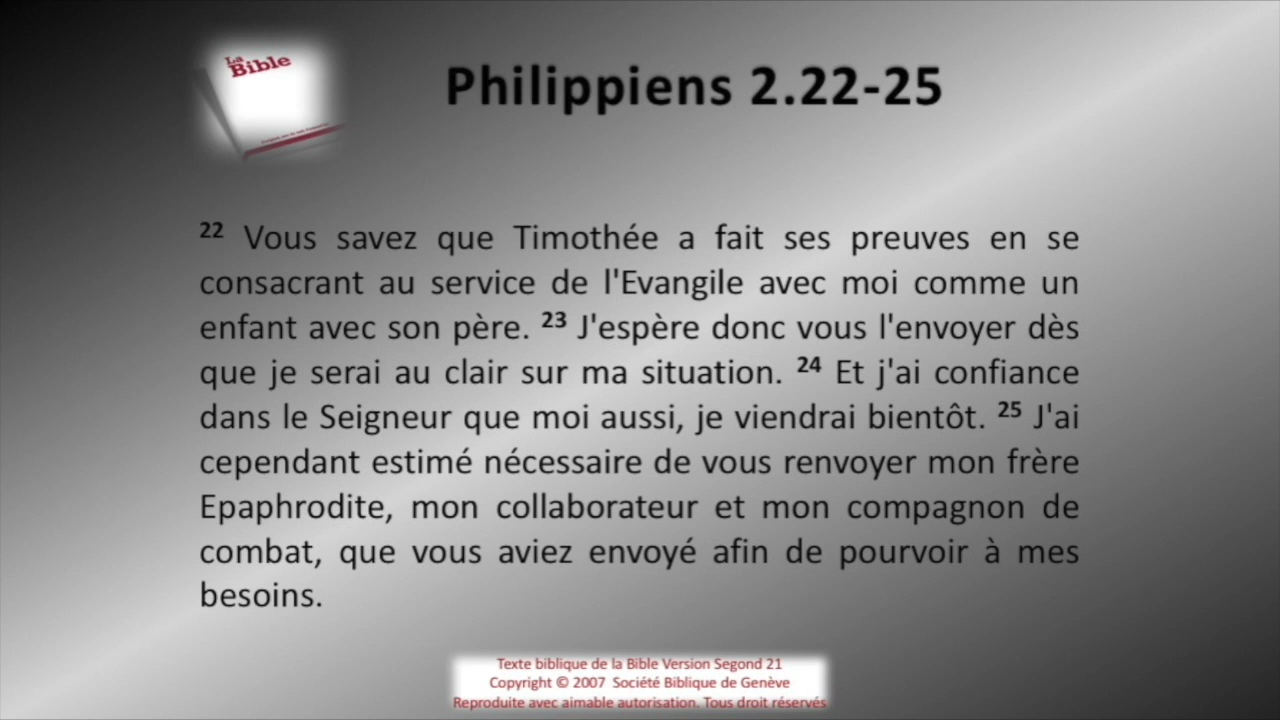 La
Bible
Philippiens 2.22-25
22 Vous savez que Timothée a fait ses preuves en se
consacrant au service de l'Evangile avec moi comme un
enfant avec son père. 23 J'espère donc vous l'envoyer dès
que je serai au clair sur ma situation. 24 Et j'ai confiance
dans le Seigneur que moi aussi, je viendrai bientôt. 25 J'ai
cependant estimé nécessaire de vous renvoyer mon frère
Epaphrodite, mon collaborateur et mon compagnon de
combat, que vous aviez envoyé afin de pourvoir à mes
besoins.
Texte biblique de la Bible Version Segond 21
Copyright © 2007 Société Biblique de Genève
Reproduite avec aimable autorisation. Tous droit réservés